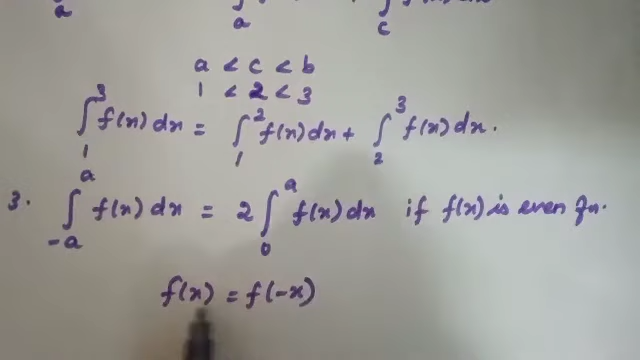 a a c
a < c < b
1 < 2 < 3
∫₁³ f(x) dx = ∫₁² f(x) dx + ∫₂³ f(x) dx.
3. ∫₋ₐᵃ f(x) dx = 2 ∫₀ᵃ f(x) dx if f(x) is even fn.
f(x) = f(-x)